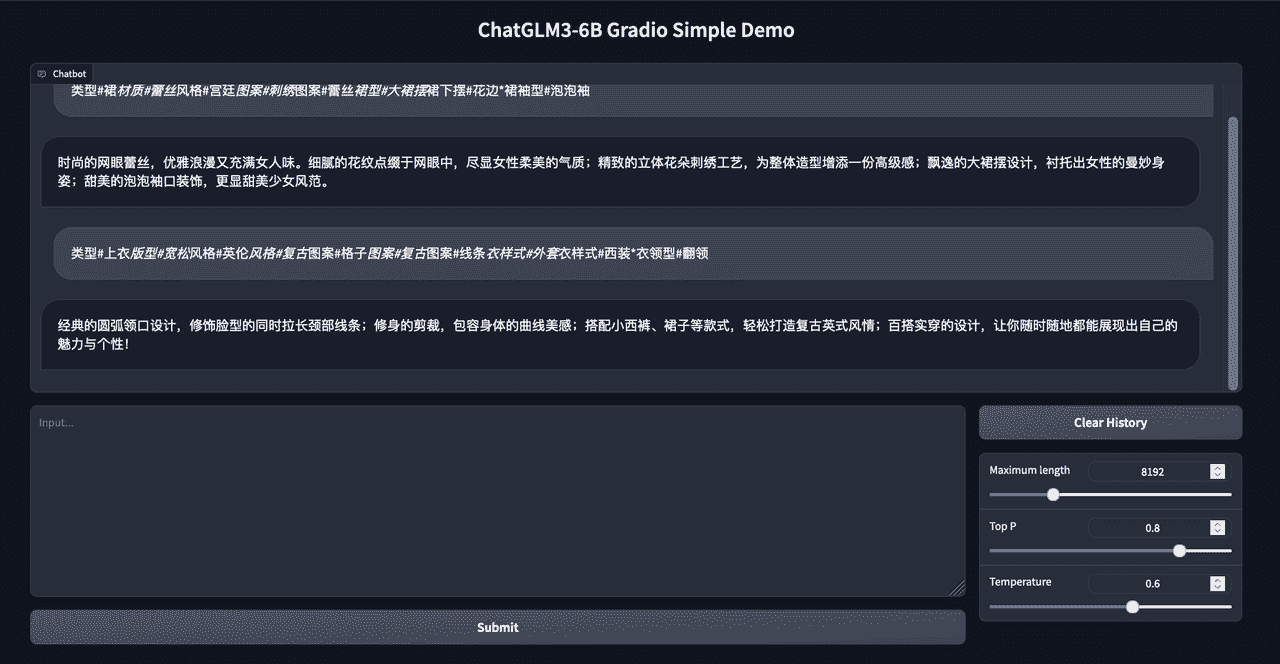 ChatGLM3-6B Gradio Simple Demo
Chatbot
类型#裙材质#蕾丝风格#宫廷图案#刺绣图案#蕾丝裙型#大裙摆裙下摆#花边*裙袖型#泡泡袖
时尚的网眼蕾丝，优雅浪漫又充满女人味。细腻的花纹点缀于网眼中，尽显女性柔美的气质；精致的立体花朵刺绣工艺，为整体造型增添一份高级感；飘逸的大裙摆设计，衬托出女性的曼妙身
姿；甜美的泡泡袖口装饰，更显甜美少女风范。
类型#上衣版型#宽松风格#英伦风格#复古图案#格子图案#复古图案#线条衣样式#外套衣样式#西装*衣领型#翻领
经典的圆弧领口设计，修饰脸型的同时拉长颈部线条；修身的剪裁，包容身体的曲线美感；搭配小西裤、裙子等款式，轻松打造复古英式风情；百搭实穿的设计，让你随时随地都能展现出自己的
魅力与个性！
Input...
Clear History
Maximum length 8192
Top P 0.8
Temperature 0.6
Submit